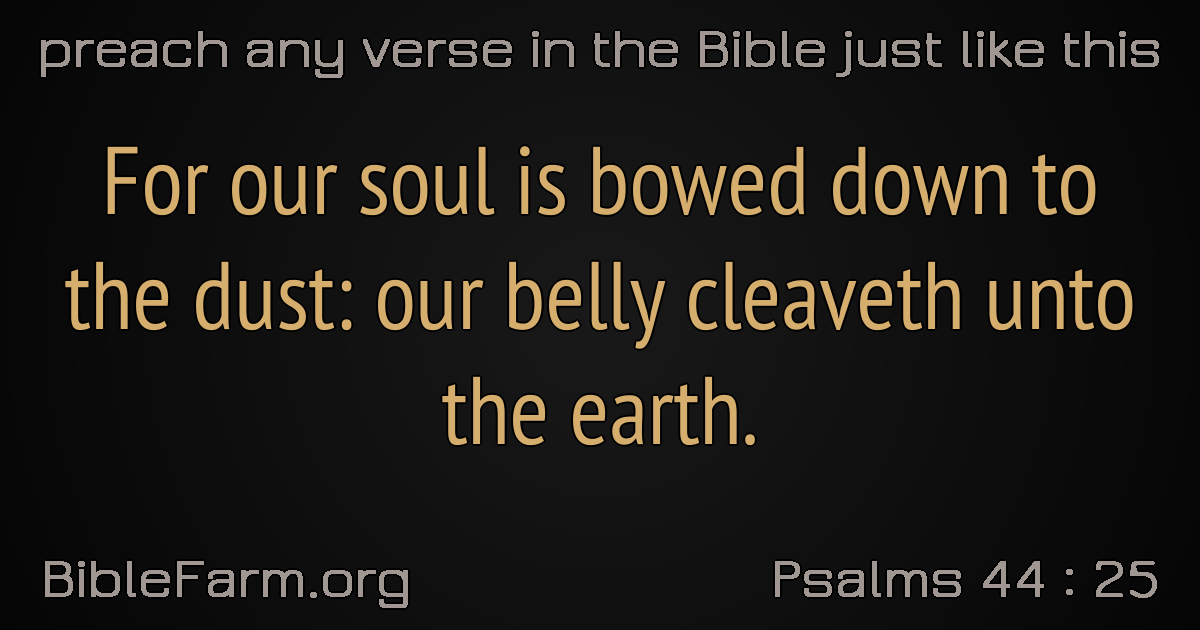 preach any verse in the Bible just like this
For our soul is bowed down to
the dust: our belly cleaveth unto
the earth.
BibleFarm.org
Psalms 44 : 25